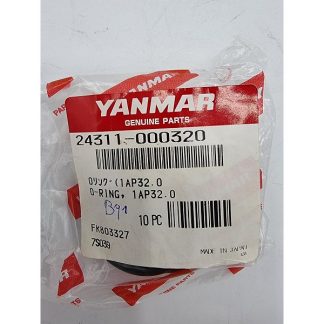 YANMAR
GENUINE PARTS
24311-000320
Oリング(1AP32.0
O-RING, 1AP32.0
B91
10 PC
FK803327
7S039
MADE IN JAPAN